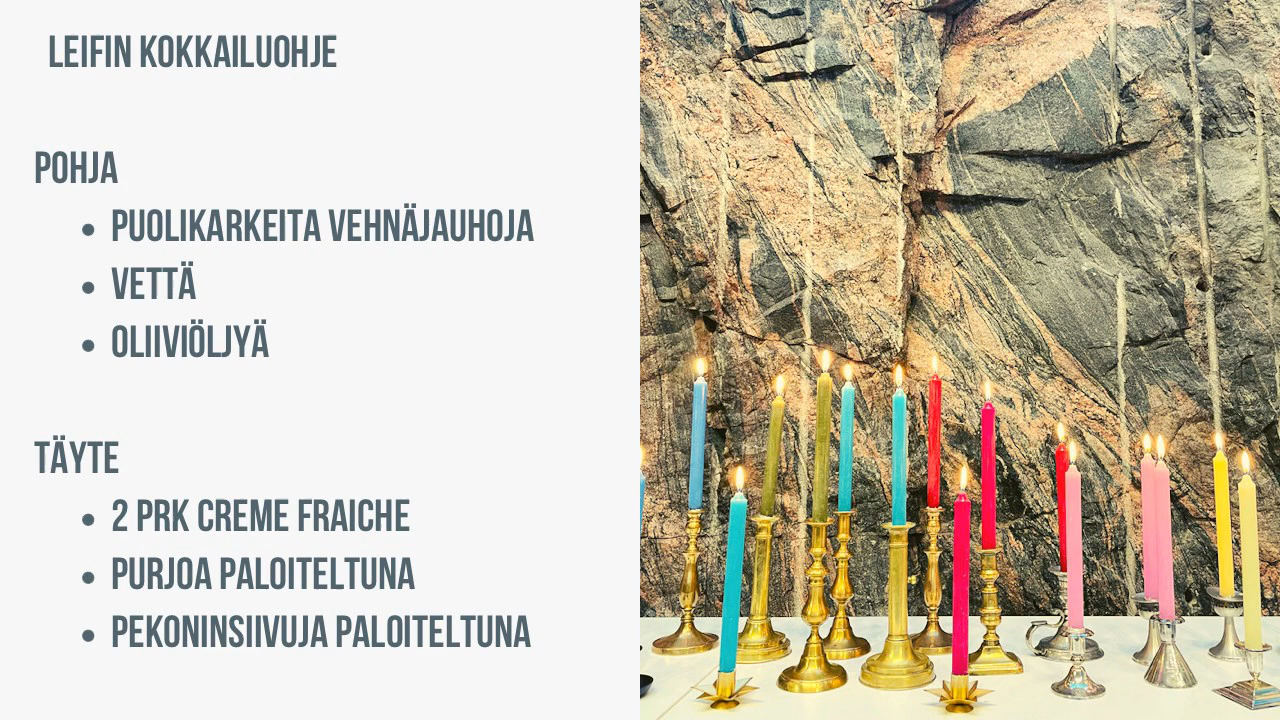 LEIFIN KOKKAILUOHJE
POHJA
• PUOLIKARKEITA VEHNÄJAUHOJA
• VETTÄ
• OLIIVIÖLJYÄ
TÄYTE
• 2 PRK CREME FRAICHE
• PURJOA PALOITELTUNA
• PEKONINSIIVUJA PALOITELTUNA